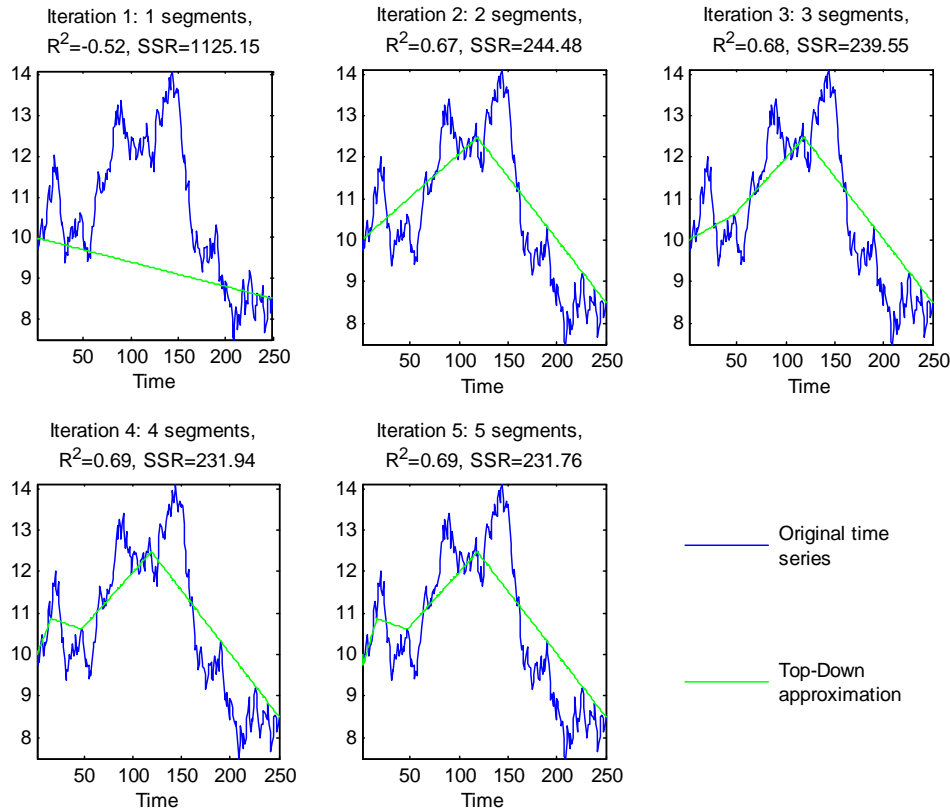 Iteration 1: 1 segments,
R²=-0.52, SSR=1125.15
14
13
12
11
10
9
8
50 100 150 200 250
Time
Iteration 2: 2 segments,
R²=0.67, SSR=244.48
14
13
12
11
10
9
8
50 100 150 200 250
Time
Iteration 3: 3 segments,
R²=0.68, SSR=239.55
14
13
12
11
10
9
8
50 100 150 200 250
Time
Iteration 4: 4 segments,
R²=0.69, SSR=231.94
14
13
12
11
10
9
8
50 100 150 200 250
Time
Iteration 5: 5 segments,
R²=0.69, SSR=231.76
14
13
12
11
10
9
8
50 100 150 200 250
Time
Original time
series
Top-Down
approximation